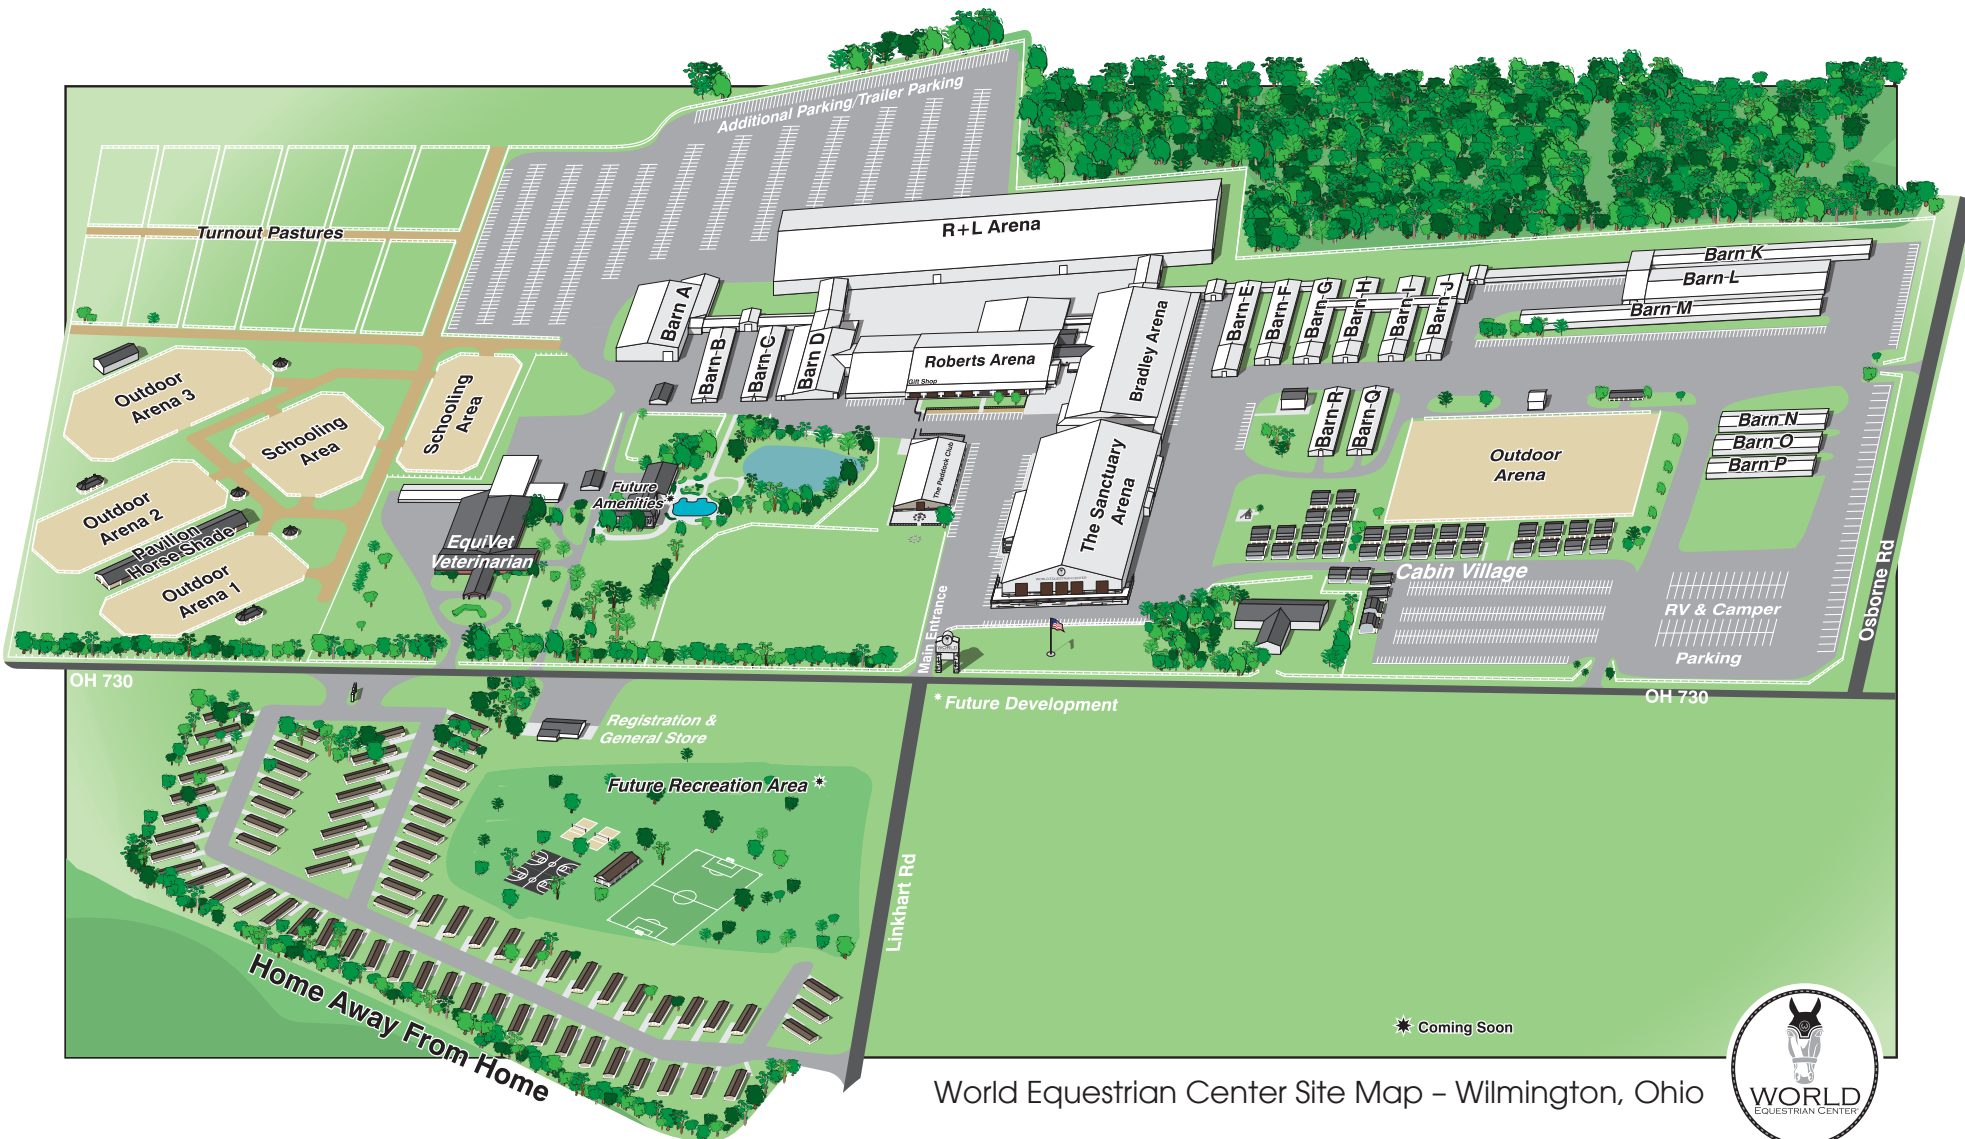 Additional Parking/Trailer Parking
Turnout Pastures
R+L Arena
Barn A
Barn B
Barn C
Barn D
Roberts Arena
Gift Shop
Bradley Arena
Barn E
Barn F
Barn G
Barn H
Barn I
Barn J
Barn K
Barn L
Barn M
Outdoor
Arena 3
Schooling
Area
Schooling
Area
Outdoor
Arena 2
Pavilion
Horse Shade
Outdoor
Arena 1
EquiVet
Veterinarian
Future
Amenities*
The Paddock Club
The Sanctuary
Arena
WORLD EQUESTRIAN CENTER
Barn R
Barn Q
Outdoor
Arena
Barn N
Barn O
Barn P
Cabin Village
RV & Camper
Parking
Osborne Rd
Main Entrance
WORLD
OH 730
OH 730
* Future Development
Registration &
General Store
Future Recreation Area *
Linkhart Rd
Home Away From Home
* Coming Soon
World Equestrian Center Site Map – Wilmington, Ohio
W
WORLD
EQUESTRIAN CENTER